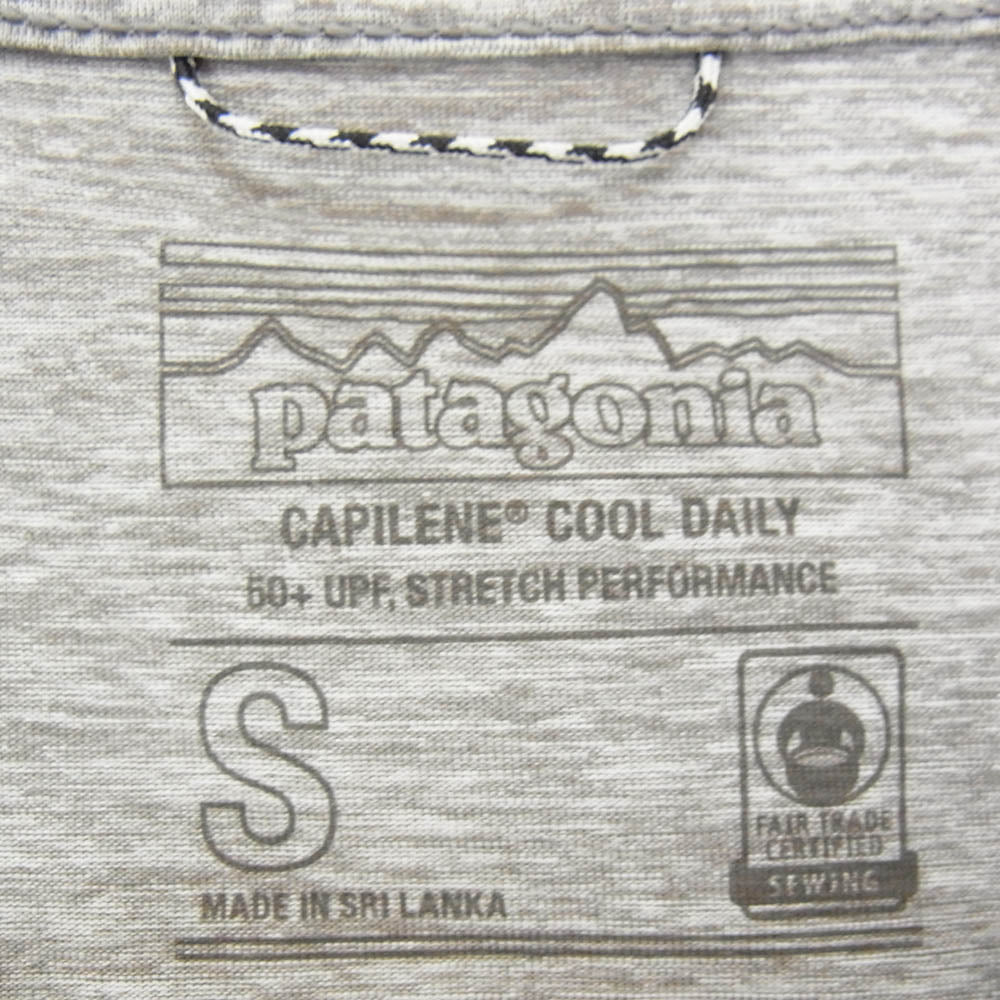 patagonia
CAPILENE® COOL DAILY
50+ UPF, STRETCH PERFORMANCE
S
FAIR TRADE
CERTIFIED
SEWING
MADE IN SRI LANKA